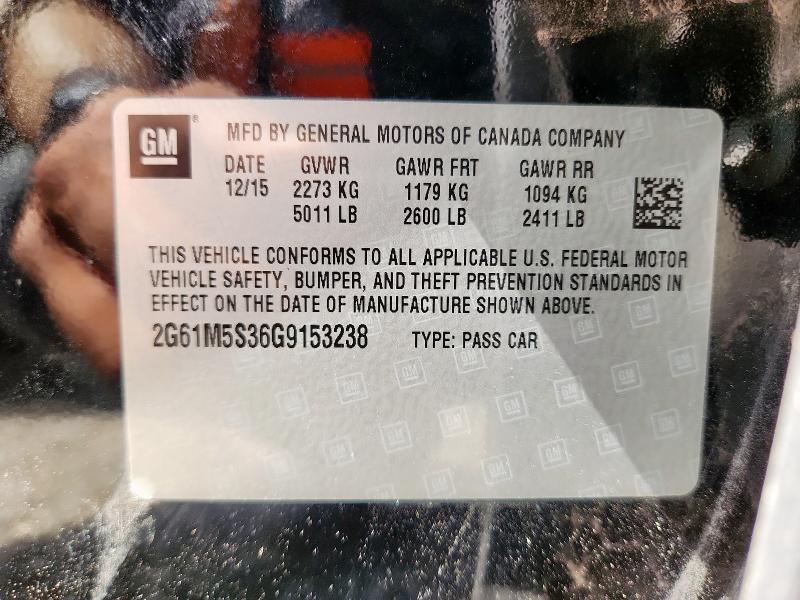 GM ® MFD BY GENERAL MOTORS OF CANADA COMPANY
DATE GVWR GAWR FRT GAWR RR
12/15 2273 KG 1179 KG 1094 KG
5011 LB 2600 LB 2411 LB
THIS VEHICLE CONFORMS TO ALL APPLICABLE U.S. FEDERAL MOTOR
VEHICLE SAFETY, BUMPER, AND THEFT PREVENTION STANDARDS IN
EFFECT ON THE DATE OF MANUFACTURE SHOWN ABOVE.
2G61M5S36G9153238 TYPE: PASS CAR